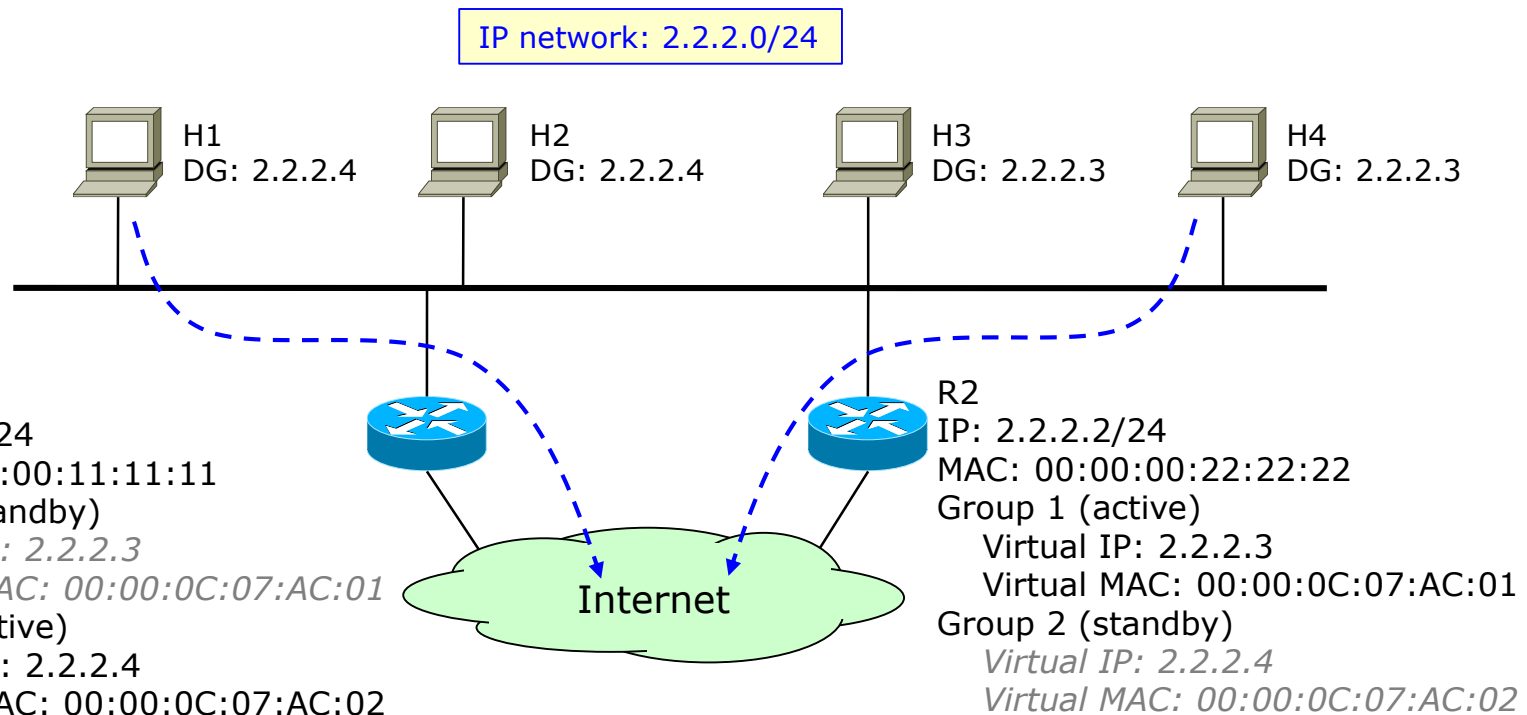 IP network: 2.2.2.0/24
H1
DG: 2.2.2.4
H2
DG: 2.2.2.4
H3
DG: 2.2.2.3
H4
DG: 2.2.2.3
24
:00:11:11:11
andby)
: 2.2.2.3
AC: 00:00:0C:07:AC:01
tive)
: 2.2.2.4
AC: 00:00:0C:07:AC:02
Internet
R2
IP: 2.2.2.2/24
MAC: 00:00:00:22:22:22
Group 1 (active)
Virtual IP: 2.2.2.3
Virtual MAC: 00:00:0C:07:AC:01
Group 2 (standby)
Virtual IP: 2.2.2.4
Virtual MAC: 00:00:0C:07:AC:02